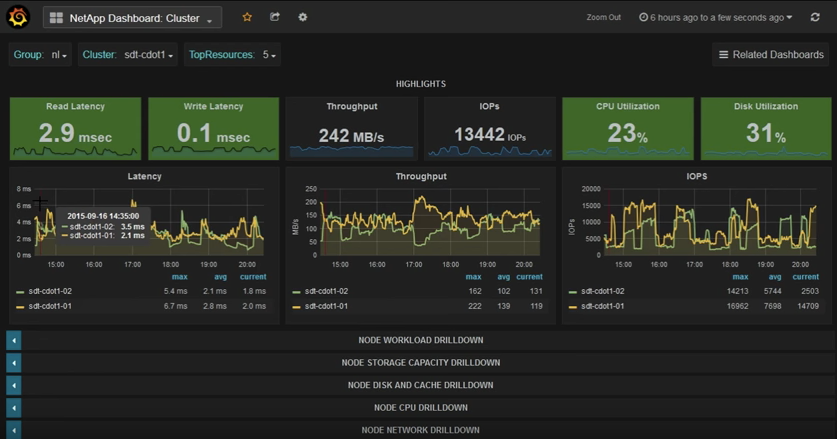 NetApp Dashboard: Cluster
Zoom Out
6 hours ago to a few seconds ago
Group: nl
Cluster: sdt-cdot1
TopResources: 5
Related Dashboards
HIGHLIGHTS
Read Latency
2.9 msec
Write Latency
0.1 msec
Throughput
242 MB/s
IOPs
13442 IOPs
CPU Utilization
23%
Disk Utilization
31%
Latency
8 ms
6 ms
4 ms
2 ms
0 ms
2015-09-16 14:35:00
sdt-cdot1-02: 3.5 ms
sdt-cdot1-01: 2.1 ms
15:00 16:00 17:00 18:00 19:00 20:00
max avg current
sdt-cdot1-02 5.4 ms 2.1 ms 1.8 ms
sdt-cdot1-01 6.7 ms 2.8 ms 2.0 ms
Throughput
MB/s
250
200
150
100
50
0
15:00 16:00 17:00 18:00 19:00 20:00
max avg current
sdt-cdot1-02 162 102 131
sdt-cdot1-01 222 139 119
IOPS
IOPs
20000
15000
10000
5000
0
15:00 16:00 17:00 18:00 19:00 20:00
max avg current
sdt-cdot1-02 14213 5744 2503
sdt-cdot1-01 16962 7698 14709
NODE WORKLOAD DRILLDOWN
NODE STORAGE CAPACITY DRILLDOWN
NODE DISK AND CACHE DRILLDOWN
NODE CPU DRILLDOWN
NODE NETWORK DRILLDOWN